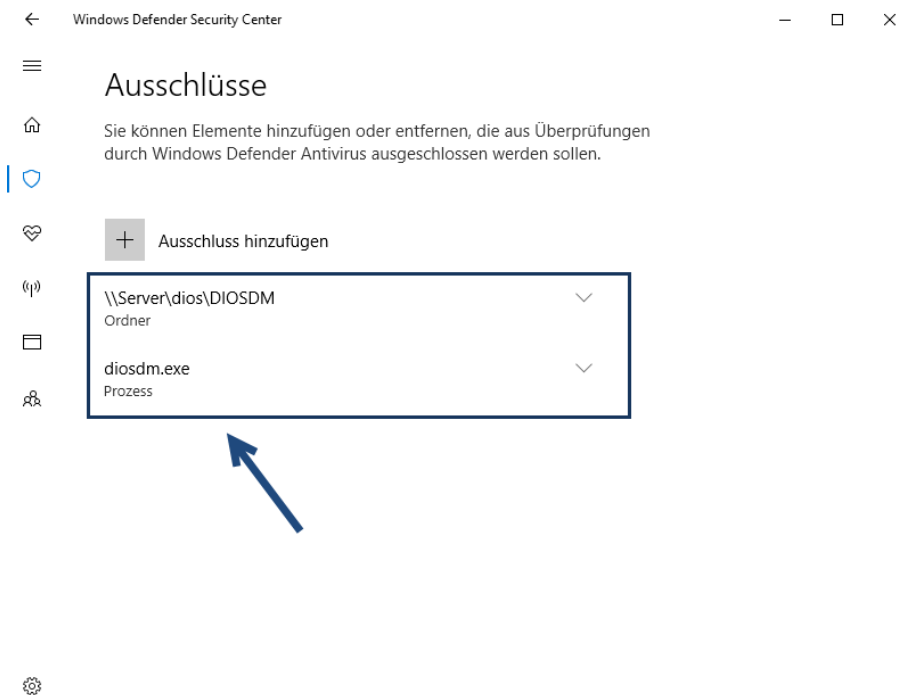 Windows Defender Security Center
Ausschlüsse
Sie können Elemente hinzufügen oder entfernen, die aus Überprüfungen
durch Windows Defender Antivirus ausgeschlossen werden sollen.
Ausschluss hinzufügen
\\Server\dios\DIOSDM
Ordner
diosdm.exe
Prozess